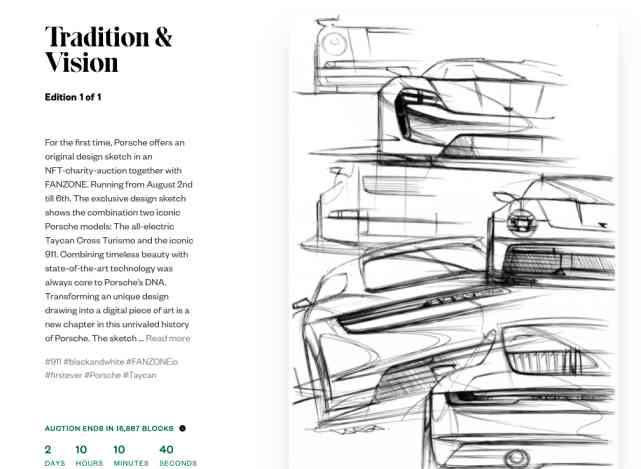 Tradition &
Vision
Edition 1 of 1
For the first time, Porsche offers an
original design sketch in an
NFT-charity-auction together with
FANZONE. Running from August 2nd
till 6th. The exclusive design sketch
shows the combination two iconic
Porsche models: The all-electric
Taycan Cross Turismo and the iconic
911. Combining timeless beauty with
state-of-the-art technology was
always core to Porsche's DNA.
Transforming an unique design
drawing into a digital piece of art is a
new chapter in this unrivaled history
of Porsche. The sketch ... Read more
#911 #blackandwhite #FANZONEio
#firstever #Porsche #Taycan
AUCTION ENDS IN 16,887 BLOCKS
2 10 10 40
DAYS HOURS MINUTES SECONDS